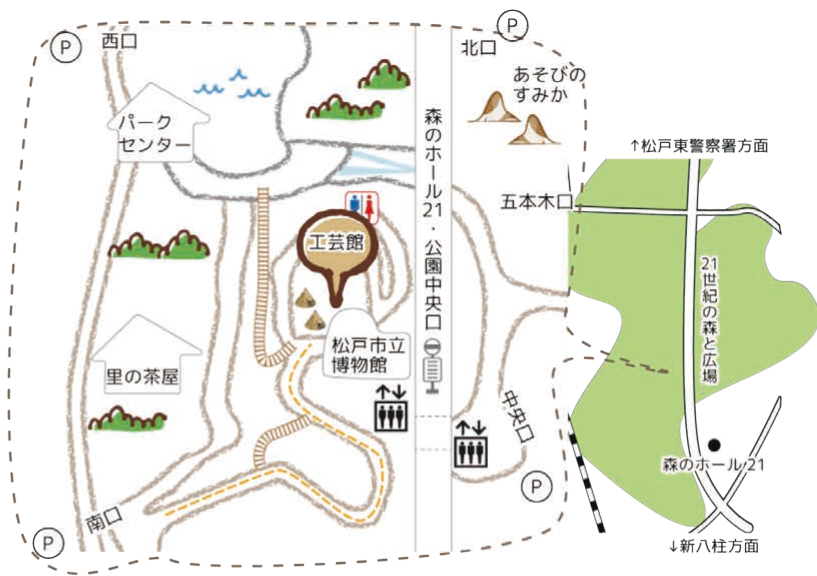 P
西口
北口
P
あそびの
すみか
パーク
センター
森のホール21・公園中央口
↑松戸東警察署方面
五本木口
工芸館
21世紀の森と広場
松戸市立
博物館
里の茶屋
中央口
森のホール21
P
南口
P
↓新八柱方面